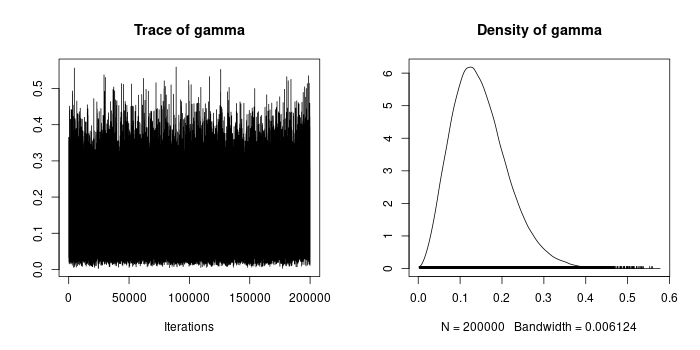 Trace of gamma
0.5
0.4
0.3
0.2
0.1
0.0
0 50000 100000 150000 200000
Iterations
Density of gamma
6
5
4
3
2
1
0
0.0 0.1 0.2 0.3 0.4 0.5 0.6
N = 200000 Bandwidth = 0.006124